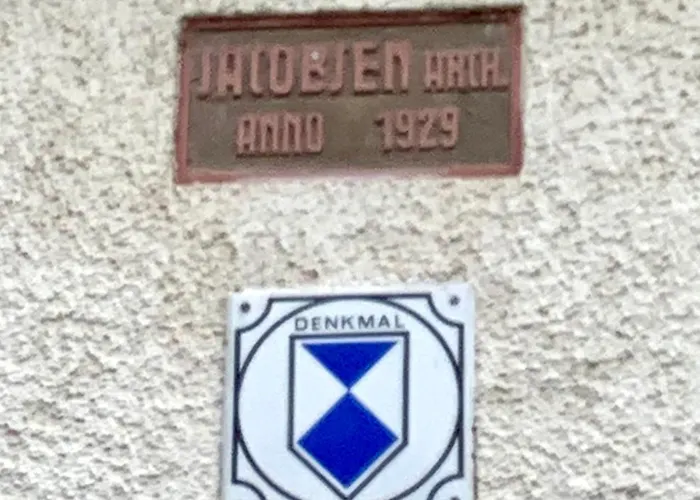 JACOBSEN ARCH.
ANNO 1929
DENKMAL